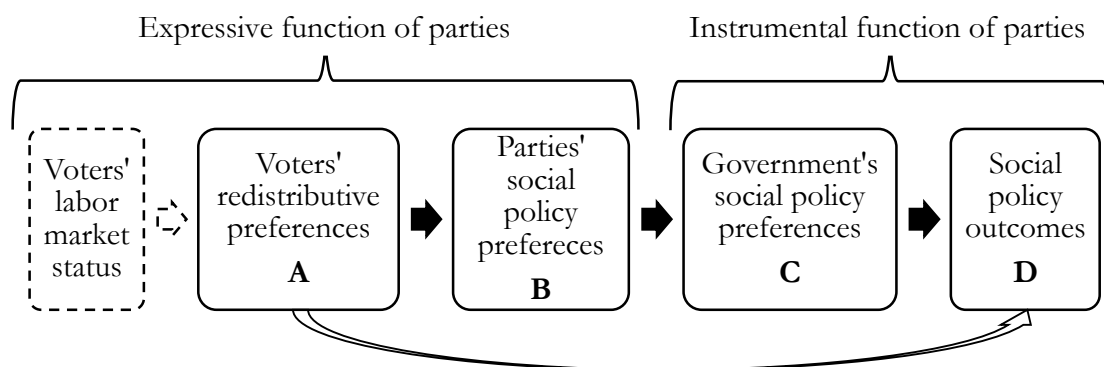 Expressive function of parties
Instrumental function of parties
Voters'
labor
market
status
Voters'
redistributive
preferences
A
Parties'
social
policy
prefereces
B
Government's
social policy
preferences
C
Social
policy
outcomes
D